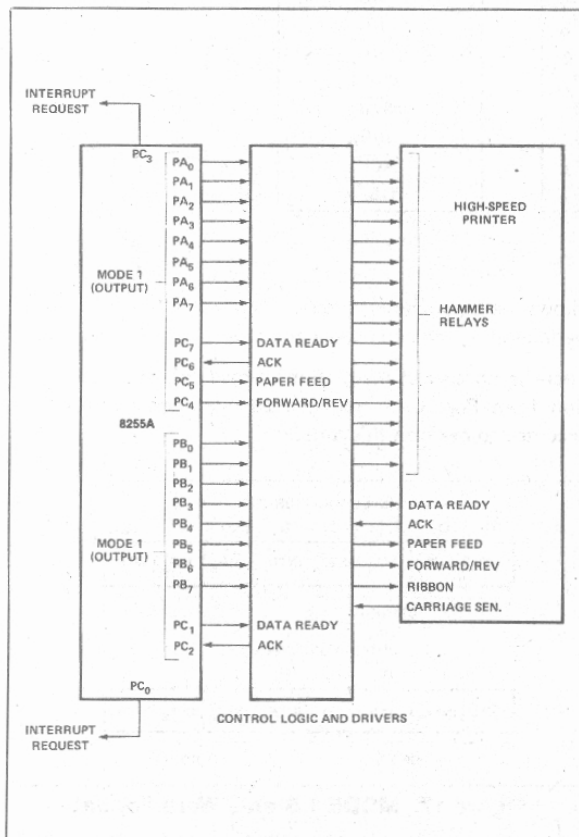 INTERRUPT
REQUEST
PC3
PA0
PA1
PA2
PA3
PA4
PA5
PA6
PA7
MODE 1
(OUTPUT)
PC7
PC6
PC5
PC4
DATA READY
ACK
PAPER FEED
FORWARD/REV
8255A
PB0
PB1
PB2
PB3
PB4
PB5
PB6
PB7
MODE 1
(OUTPUT)
PC1
PC2
DATA READY
ACK
PC0
INTERRUPT
REQUEST
CONTROL LOGIC AND DRIVERS
HIGH-SPEED
PRINTER
HAMMER
RELAYS
DATA READY
ACK
PAPER FEED
FORWARD/REV
RIBBON
CARRIAGE SEN.